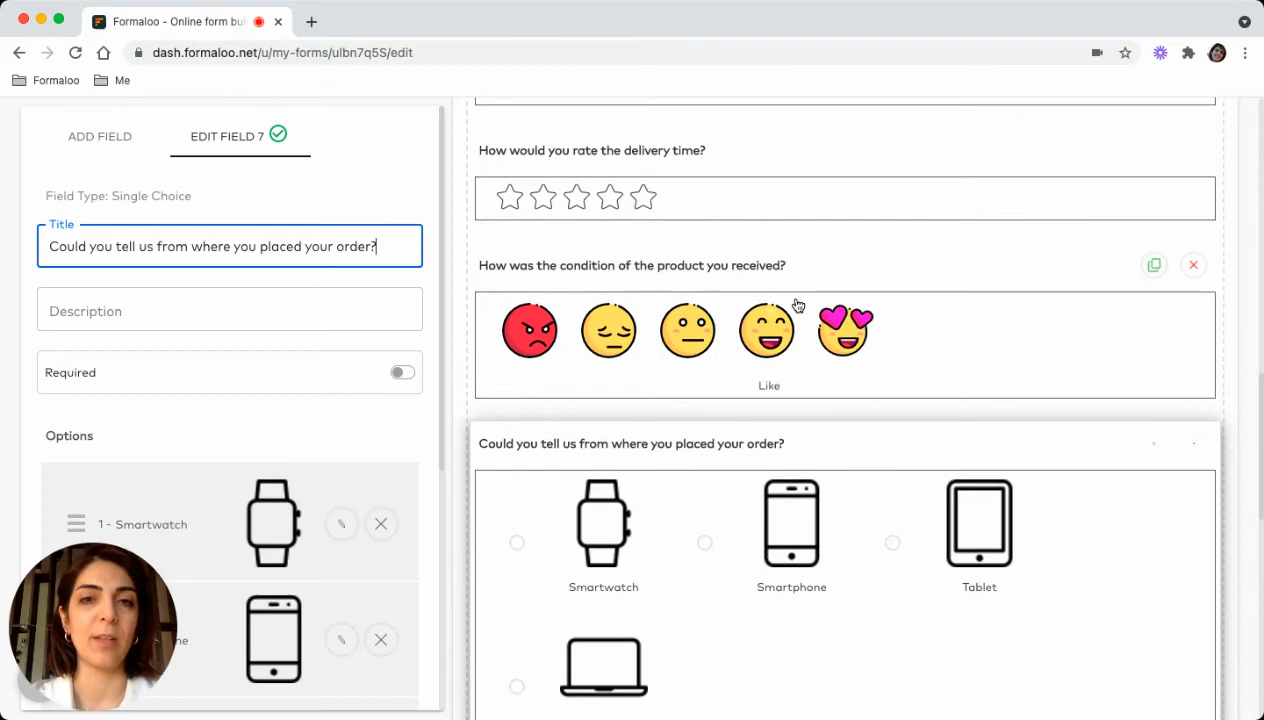 Formaloo - Online form bui
dash.formaloo.net/u/my-forms/ulbn7q5S/edit
Formaloo
Me
ADD FIELD
EDIT FIELD 7
Field Type: Single Choice
Title
Could you tell us from where you placed your order?
Description
Required
Options
1 - Smartwatch
ne
How would you rate the delivery time?
How was the condition of the product you received?
Like
Could you tell us from where you placed your order?
Smartwatch
Smartphone
Tablet